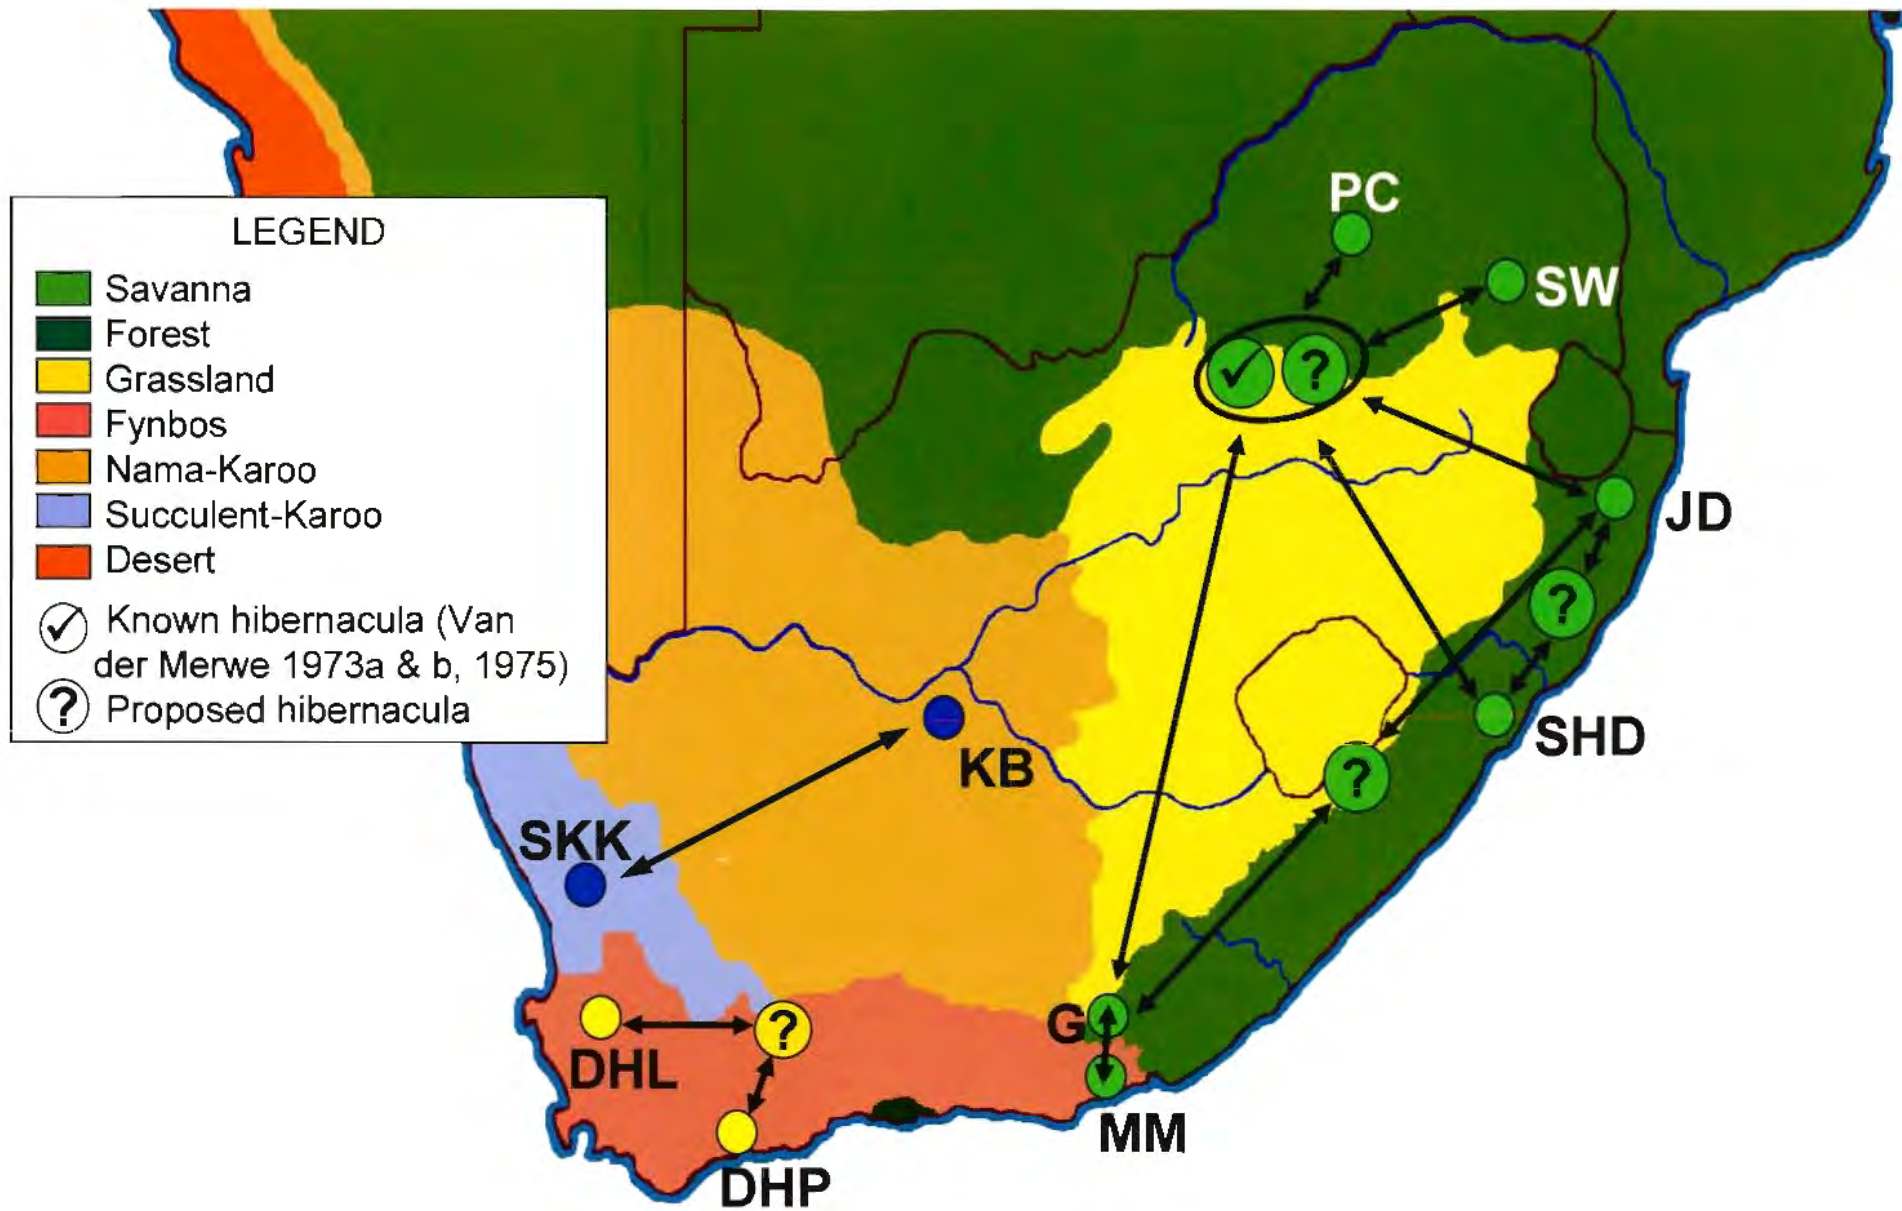 LEGEND
Savanna
Forest
Grassland
Fynbos
Nama-Karoo
Succulent-Karoo
Desert
Known hibernacula (Van
der Merwe 1973a & b, 1975)
? Proposed hibernacula
PC
SW
?
JD
?
SHD
?
KB
SKK
G
MM
DHL
?
DHP